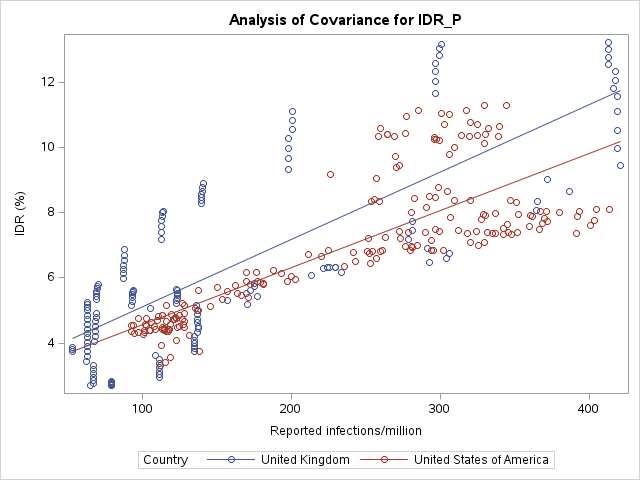 Analysis of Covariance for IDR_P
IDR (%)
12
10
8
6
4
100 200 300 400
Reported infections/million
Country United Kingdom United States of America